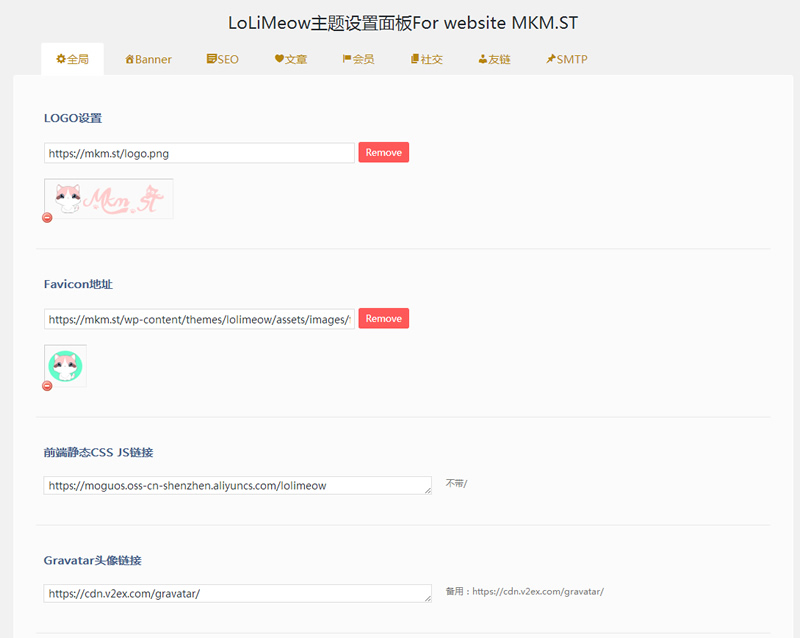 LoLiMeow主题设置面板For website MKM.ST
全局 Banner SEO 文章 会员 社交 友链 SMTP
LOGO设置
https://mkm.st/logo.png Remove
Mkm St
Favicon地址
https://mkm.st/wp-content/themes/lolimeow/assets/images/ Remove
前端静态CSS JS链接
https://moguos.oss-cn-shenzhen.aliyuncs.com/lolimeow 不带/
Gravatar头像链接
https://cdn.v2ex.com/gravatar/ 备用：https://cdn.v2ex.com/gravatar/